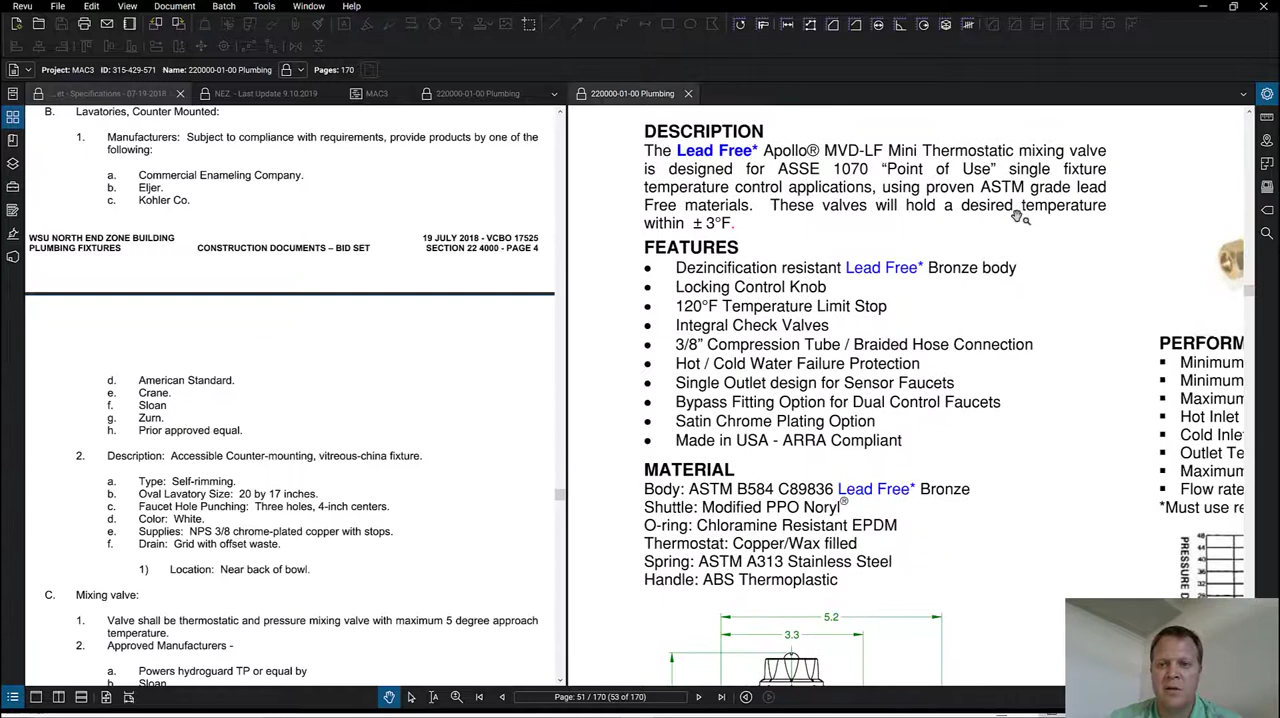 Revu File Edit View Document Batch Tools Window Help
Project: MAC3 ID: 315-429-571 Name: 220000-01-00 Plumbing Pages: 170
et - Specifications - 07-19-2018
NEZ. - Last Update 9.10.2019
MAC3
220000-01-00 Plumbing
220000-01-00 Plumbing
B. Lavatories, Counter Mounted:
1. Manufacturers: Subject to compliance with requirements, provide products by one of the
following:
a. Commercial Enameling Company.
b. Eljer.
c. Kohler Co.
WSU NORTH END ZONE BUILDING 19 JULY 2018 - VCBO 17525
PLUMBING FIXTURES CONSTRUCTION DOCUMENTS - BID SET SECTION 22 4000 - PAGE 4
d. American Standard.
e. Crane.
f. Sloan
g. Zurn.
h. Prior approved equal.
2. Description: Accessible Counter-mounting, vitreous-china fixture.
a. Type: Self-rimming.
b. Oval Lavatory Size: 20 by 17 inches.
c. Faucet Hole Punching: Three holes, 4-inch centers.
d. Color: White.
e. Supplies: NPS 3/8 chrome-plated copper with stops.
f. Drain: Grid with offset waste.
1) Location: Near back of bowl.
C. Mixing valve:
1. Valve shall be thermostatic and pressure mixing valve with maximum 5 degree approach
temperature.
2. Approved Manufacturers -
a. Powers hydroguard TP or equal by
b. Sloan
DESCRIPTION
The Lead Free* Apollo® MVD-LF Mini Thermostatic mixing valve
is designed for ASSE 1070 “Point of Use” single fixture
temperature control applications, using proven ASTM grade lead
Free materials. These valves will hold a desired temperature
within ± 3°F.
FEATURES
• Dezincification resistant Lead Free* Bronze body
• Locking Control Knob
• 120°F Temperature Limit Stop
• Integral Check Valves
• 3/8” Compression Tube / Braided Hose Connection
• Hot / Cold Water Failure Protection
• Single Outlet design for Sensor Faucets
• Bypass Fitting Option for Dual Control Faucets
• Satin Chrome Plating Option
• Made in USA - ARRA Compliant
MATERIAL
Body: ASTM B584 C89836 Lead Free* Bronze
Shuttle: Modified PPO Noryl®
O-ring: Chloramine Resistant EPDM
Thermostat: Copper/Wax filled
Spring: ASTM A313 Stainless Steel
Handle: ABS Thermoplastic
5.2
3.3
PERFORM
Minimum
Minimum
Maximum
Hot Inlet
Cold Inle
Outlet Te
Maximum
Flow rate
*Must use re
PRESSURE D
48
44
40
36
32
28
Page: 51 / 170 (53 of 170)